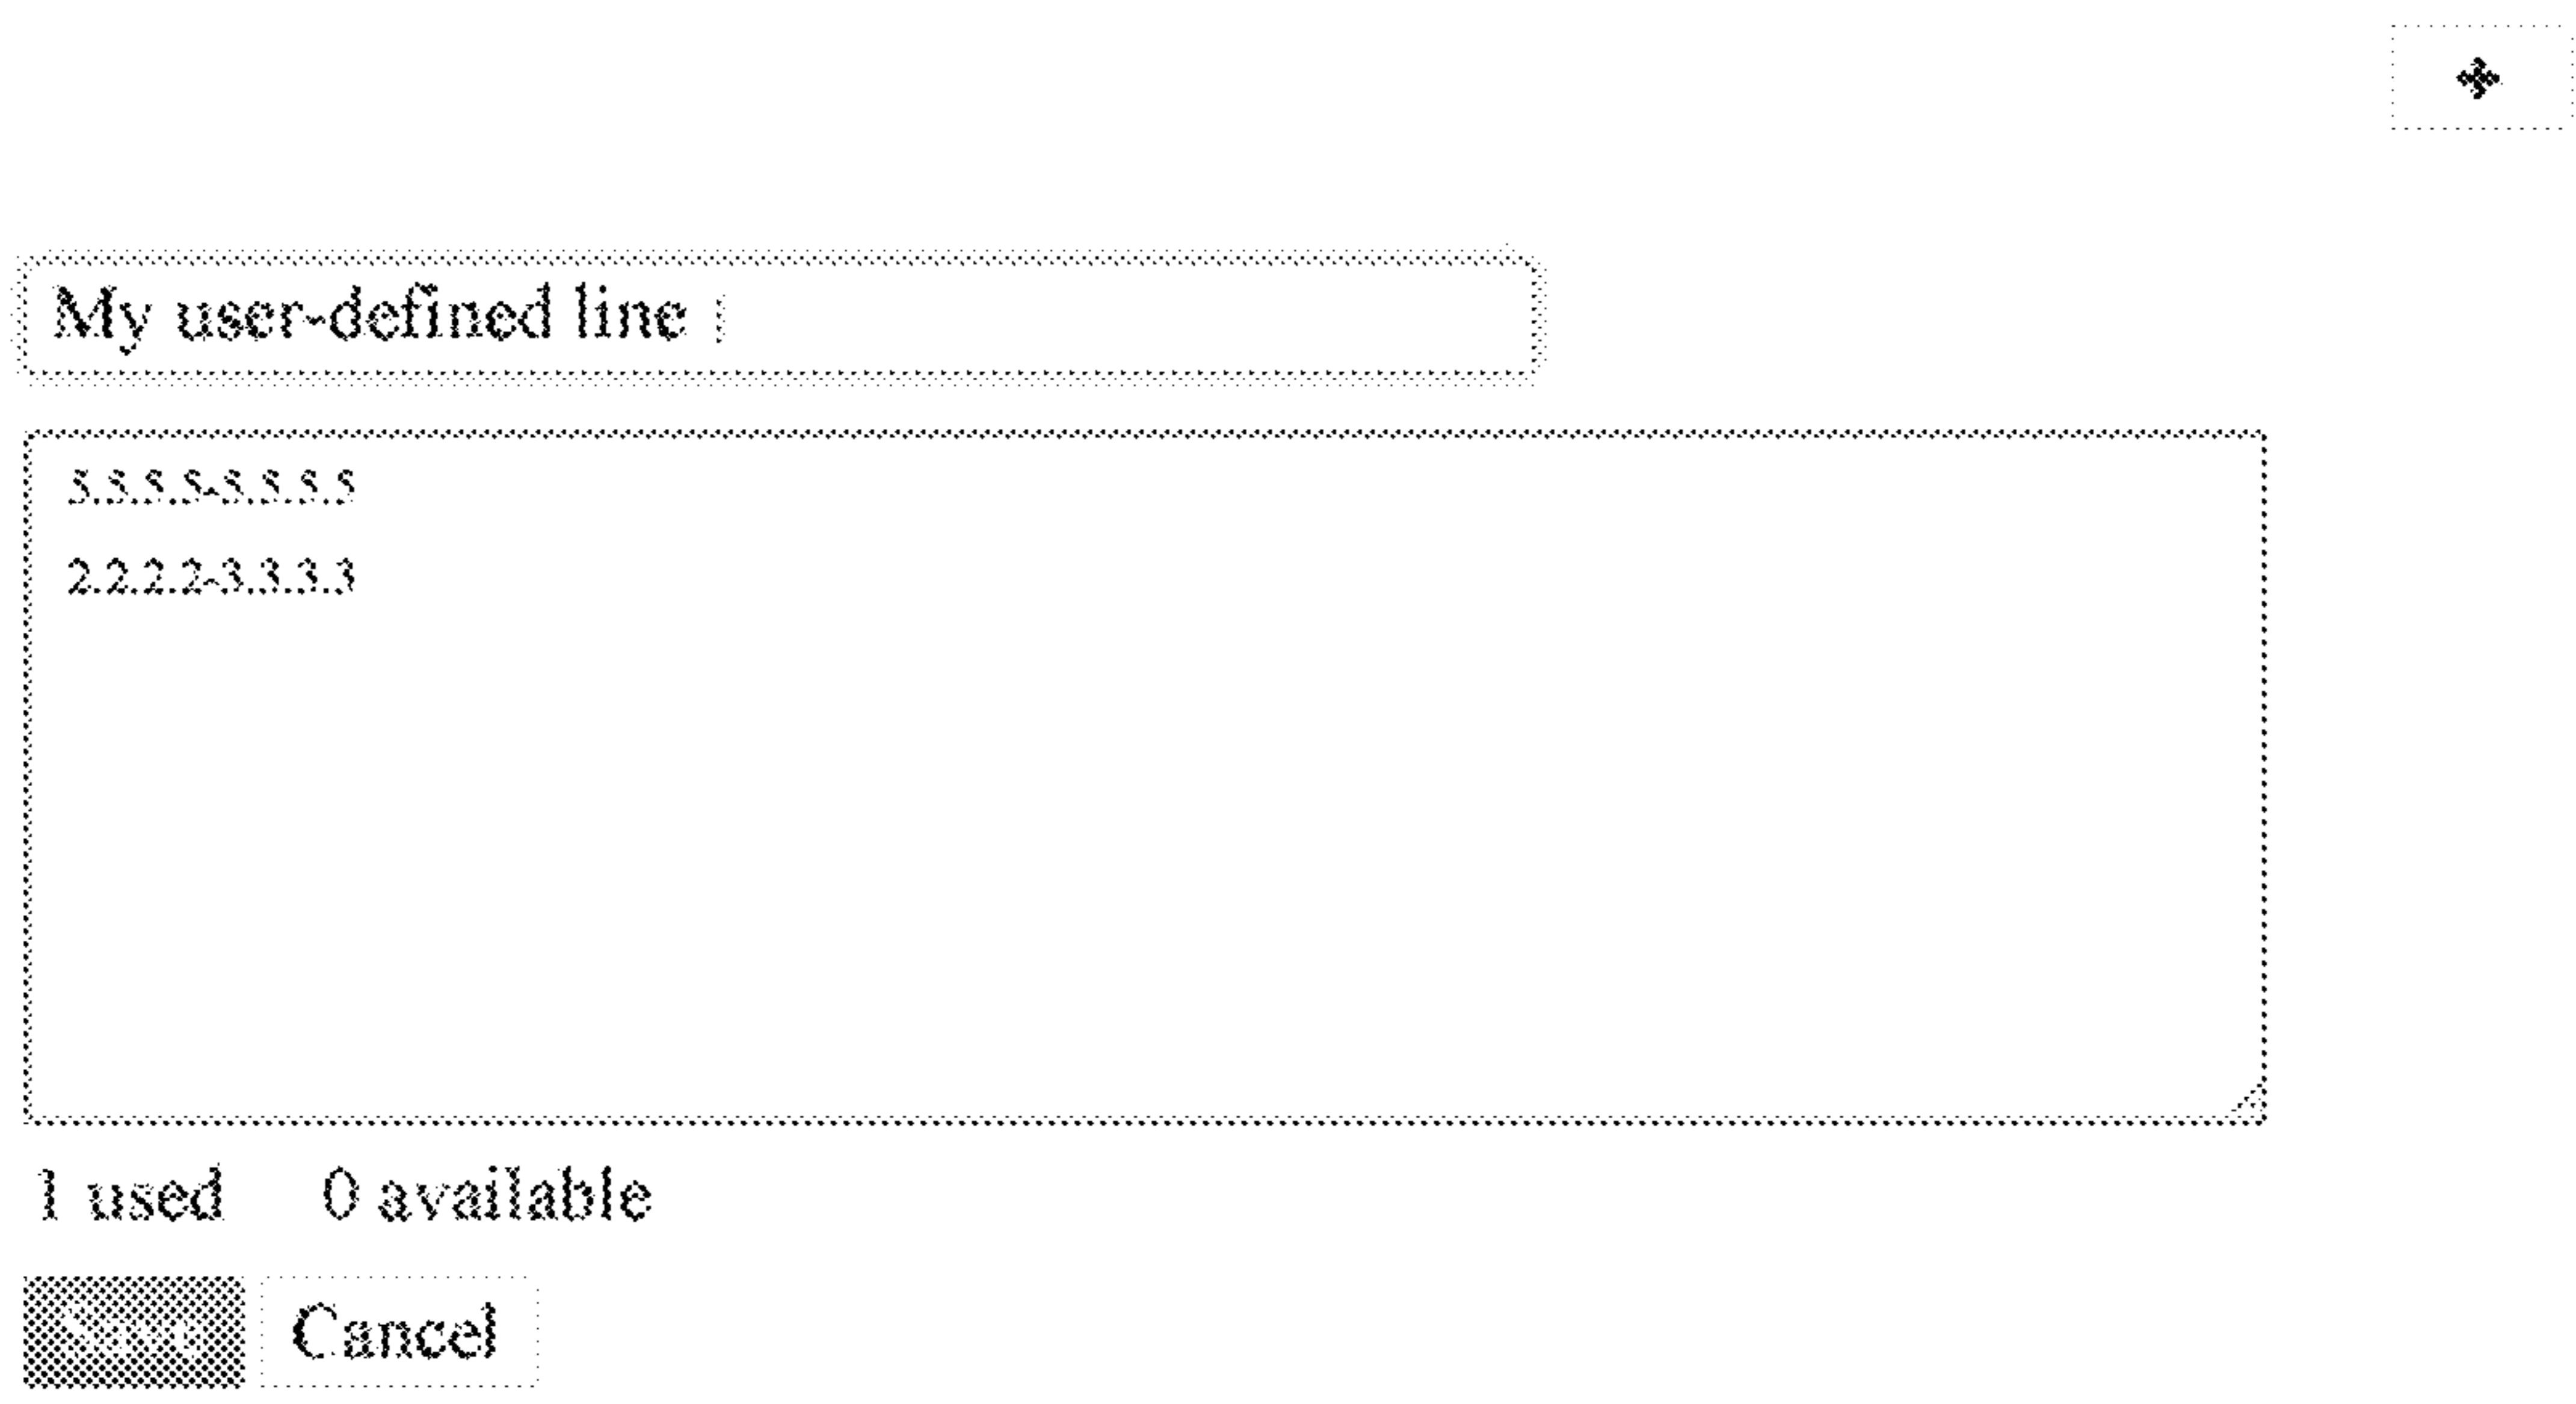 My user-defined line
5.5.5.5-5.5.5.5
2.2.2.2-3.3.3.3
1 used 0 available
Cancel